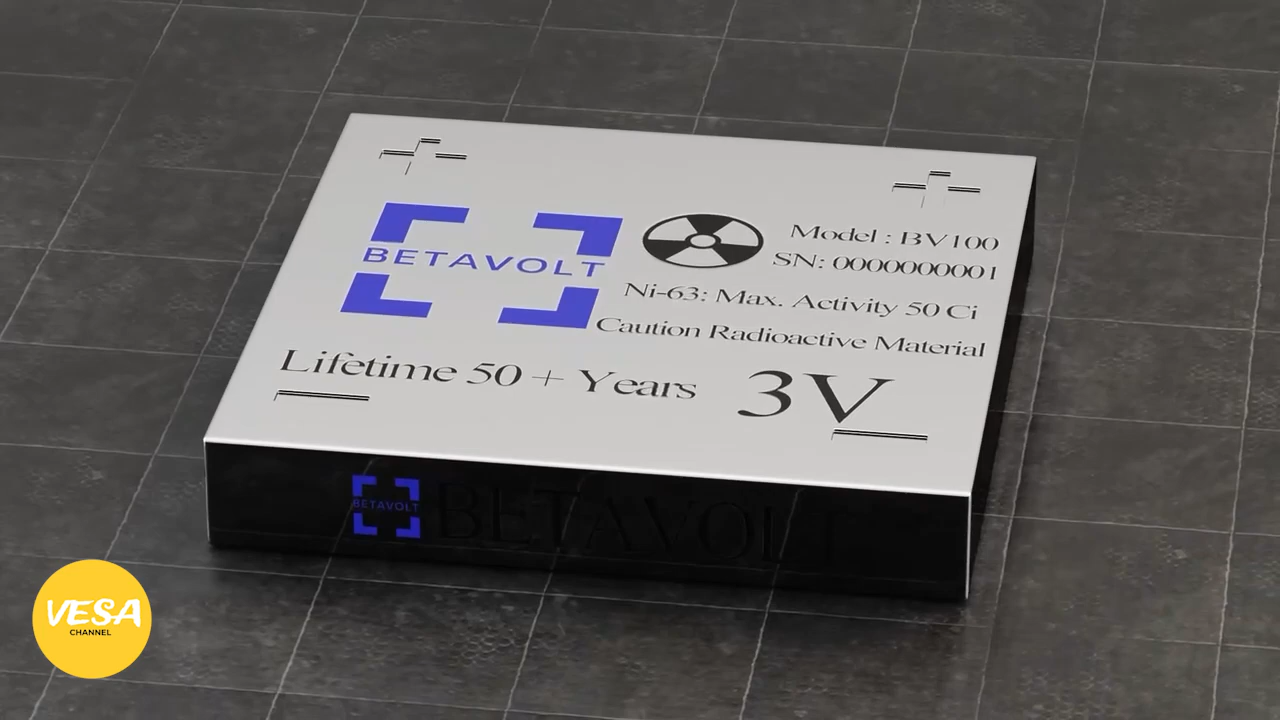 BETAVOLT
Model : BV100
SN: 0000000001
Ni-63: Max. Activity 50 Ci
Caution Radioactive Material
Lifetime 50 + Years
3V
BETAVOLT
BETAVOLT
VESA
CHANNEL